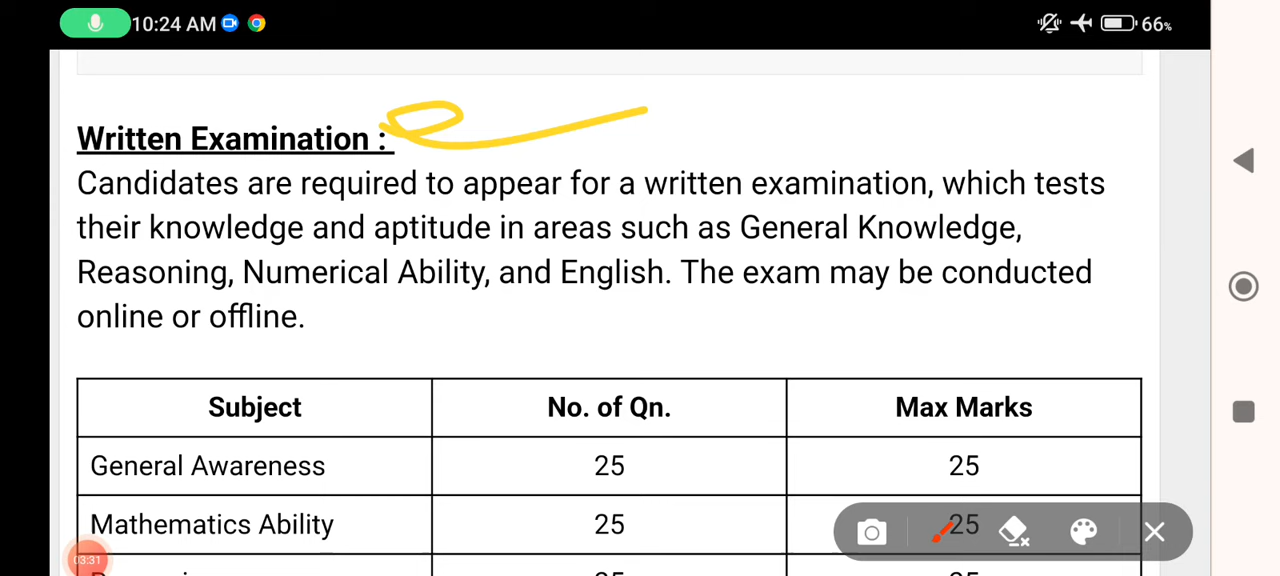 10:24 AM 66%
Written Examination :
Candidates are required to appear for a written examination, which tests
their knowledge and aptitude in areas such as General Knowledge,
Reasoning, Numerical Ability, and English. The exam may be conducted
online or offline.
Subject No. of Qn. Max Marks
General Awareness 25 25
Mathematics Ability 25 25
03:31